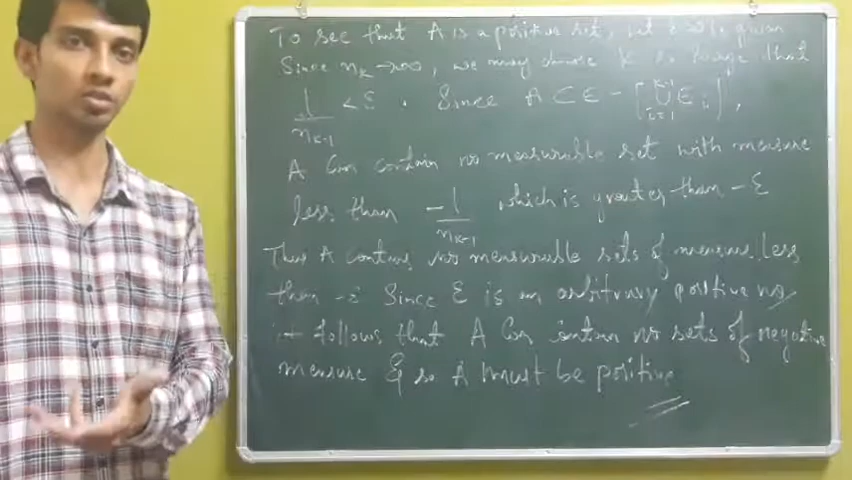 To see that A is a positive set, let ε>0 be given
Since n_k → ∞, we may choose k so large that
1/n_{k-1} < ε. Since A ⊂ E - [⋃_{i=1}^{k-1} E_i],
A can contain no measurable set with measure
less than -1/n_{k-1} which is greater than -ε
Thus A contains no measurable sets of measure less
than -ε Since ε is an arbitrary positive no
it follows that A can contain no sets of negative
measure & so A must be positive